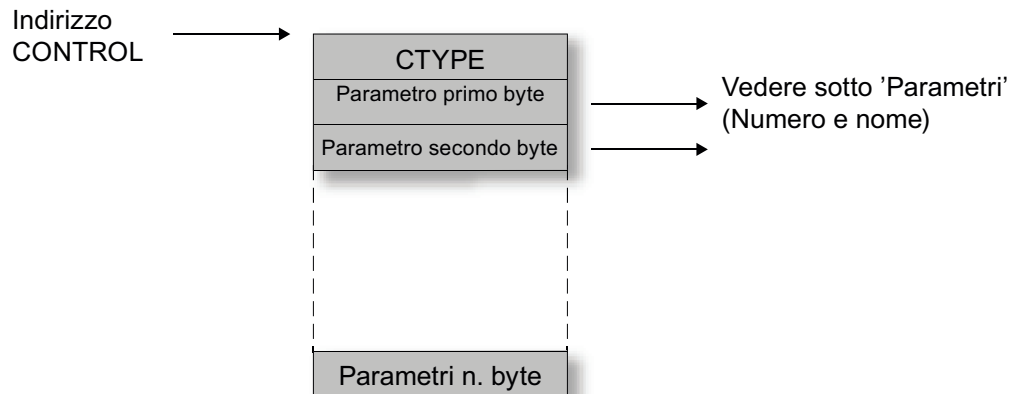 Indirizzo
CONTROL
CTYPE
Parametro primo byte
Parametro secondo byte
Vedere sotto ’Parametri’
(Numero e nome)
Parametri n. byte